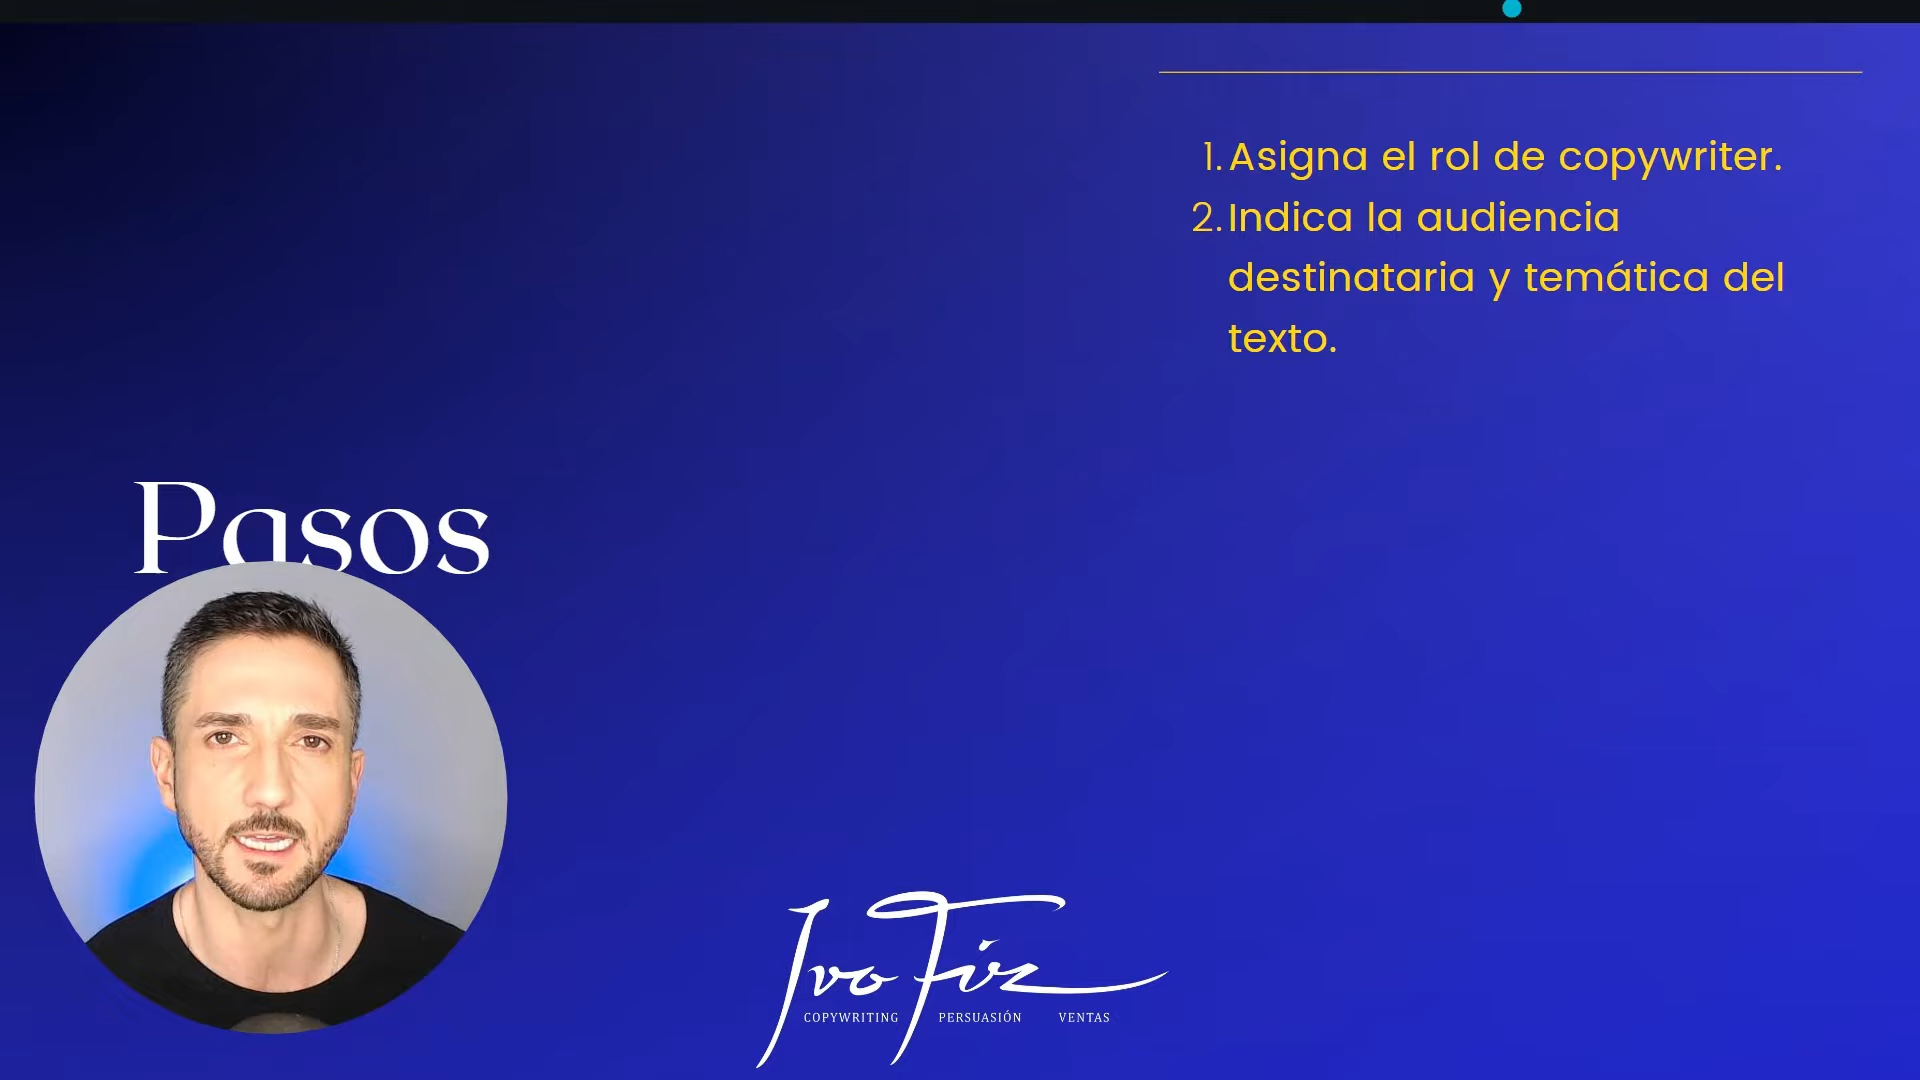 1. Asigna el rol de copywriter.
2. Indica la audiencia
destinataria y temática del
texto.
Pasos
Ivo Fiz
COPYWRITING PERSUASIÓN VENTAS